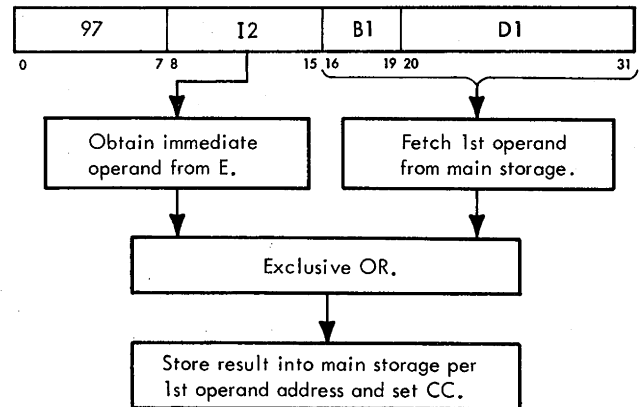 97 I2 B1 D1
0 7 8 15 16 19 20 31
Obtain immediate
operand from E.
Fetch 1st operand
from main storage.
Exclusive OR.
Store result into main storage per
1st operand address and set CC.